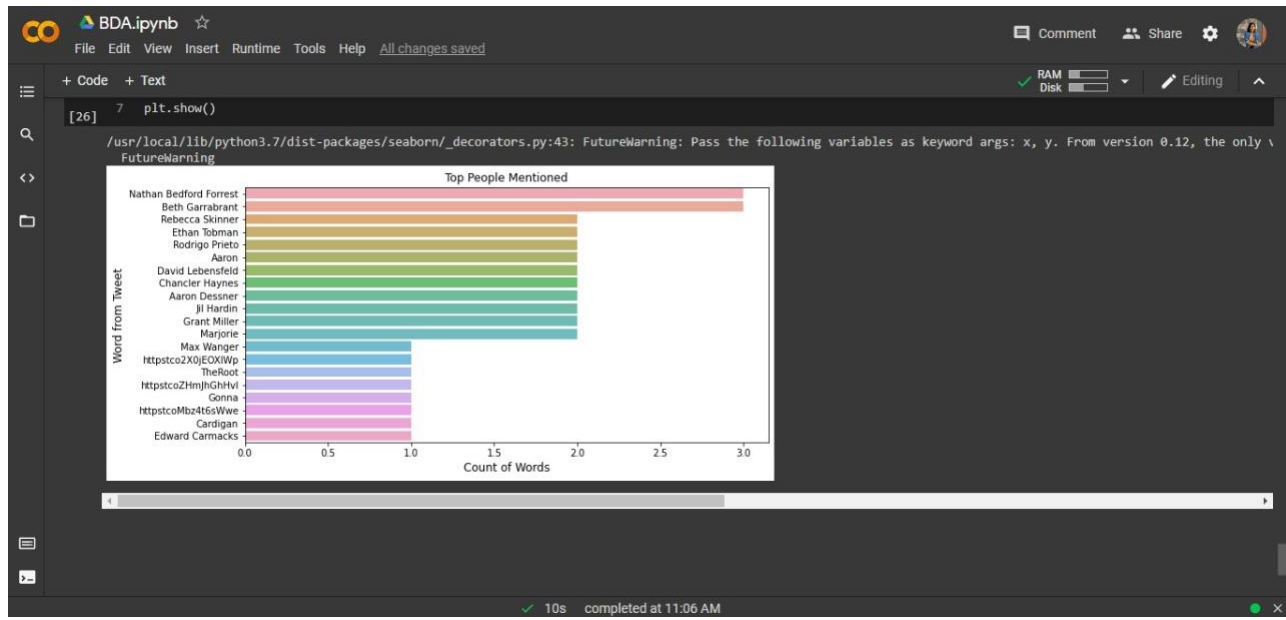 BDA.ipynb
Comment
Share
File Edit View Insert Runtime Tools Help All changes saved
+ Code + Text
RAM
Disk
Editing
[26]
7 plt.show()
/usr/local/lib/python3.7/dist-packages/seaborn/_decorators.py:43: FutureWarning: Pass the following variables as keyword args: x, y. From version 0.12, the only
FutureWarning
Top People Mentioned
Word from Tweet
Nathan Bedford Forrest
Beth Garrabrant
Rebecca Skinner
Ethan Tobman
Rodrigo Prieto
Aaron
David Lebensfeld
Chancler Haynes
Aaron Dessner
Jil Hardin
Grant Miller
Marjorie
Max Wanger
httpstco2X0jEOXIWp
TheRoot
httpstcoZHmJhGhHvI
Gonna
httpstcoMbz4t6sWwe
Cardigan
Edward Carmacks
0.0 0.5 1.0 1.5 2.0 2.5 3.0
Count of Words
10s completed at 11:06 AM